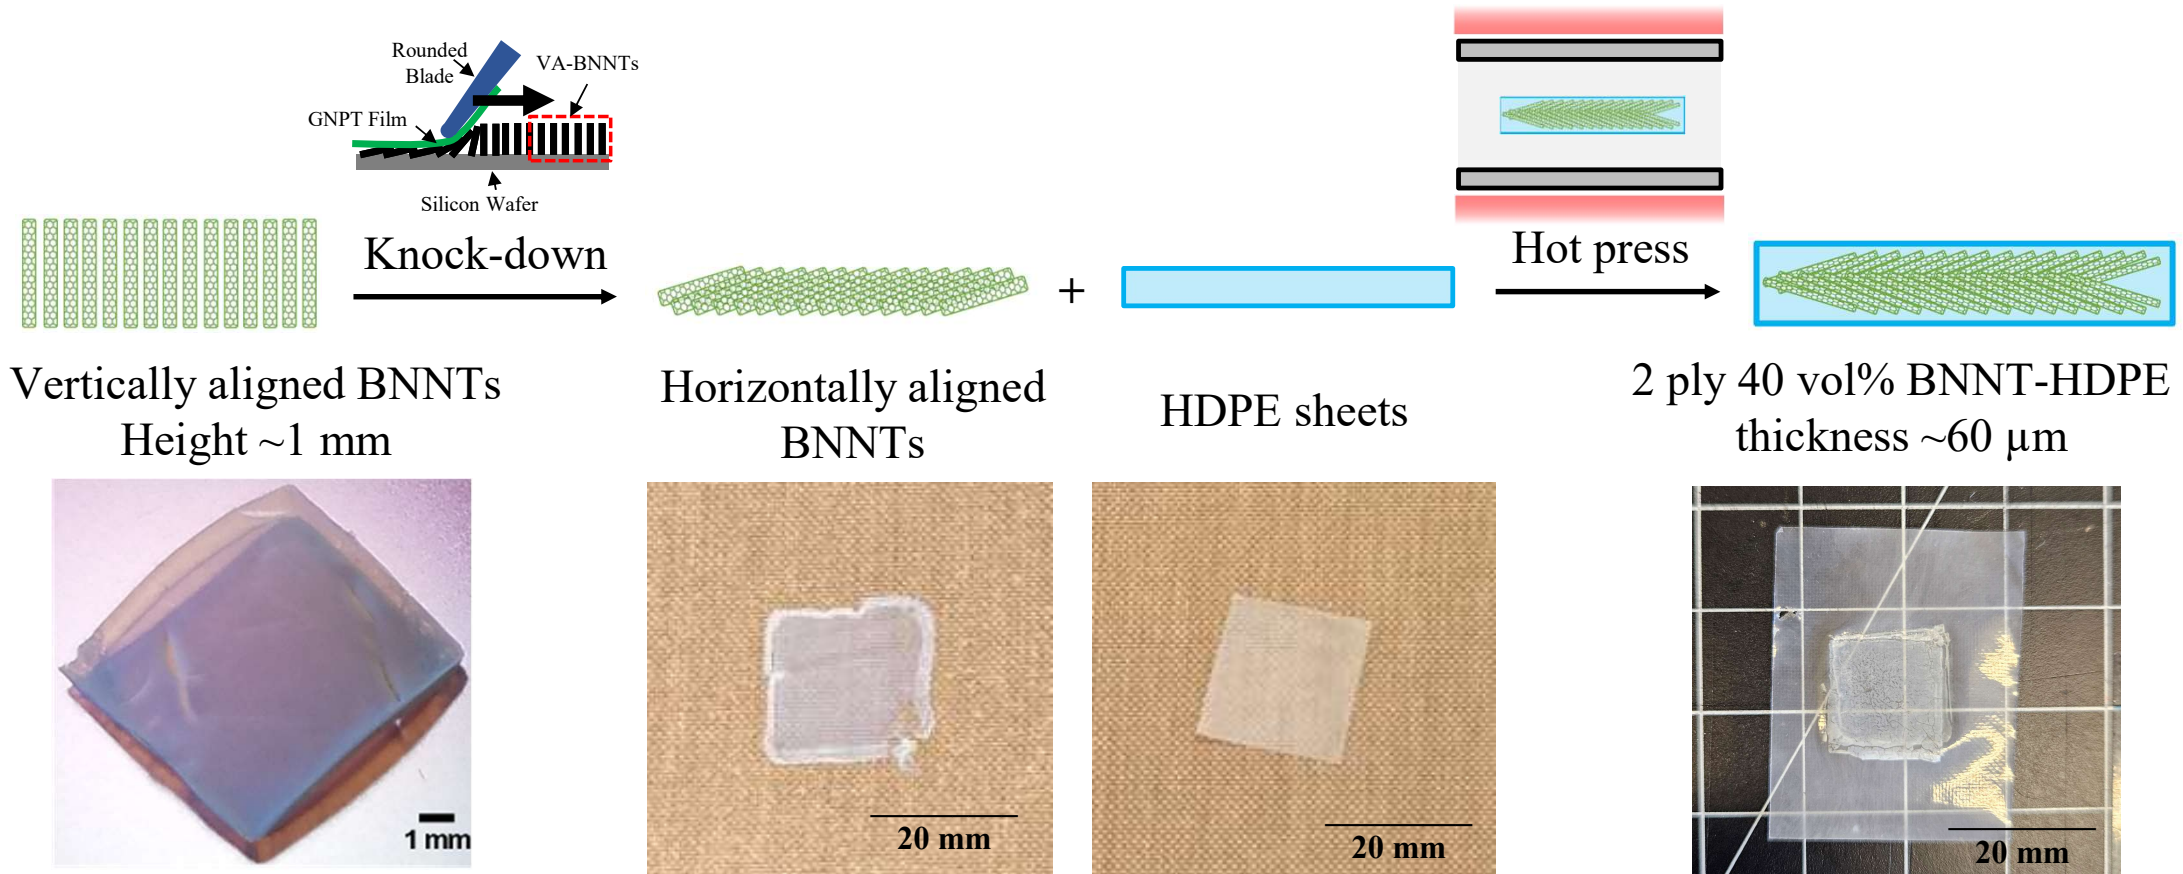 Rounded
Blade
VA-BNNTs
GNPT Film
Silicon Wafer
Knock-down
+
Hot press
Vertically aligned BNNTs
Height ~1 mm
Horizontally aligned
BNNTs
HDPE sheets
2 ply 40 vol% BNNT-HDPE
thickness ~60 µm
1 mm
20 mm
20 mm
20 mm